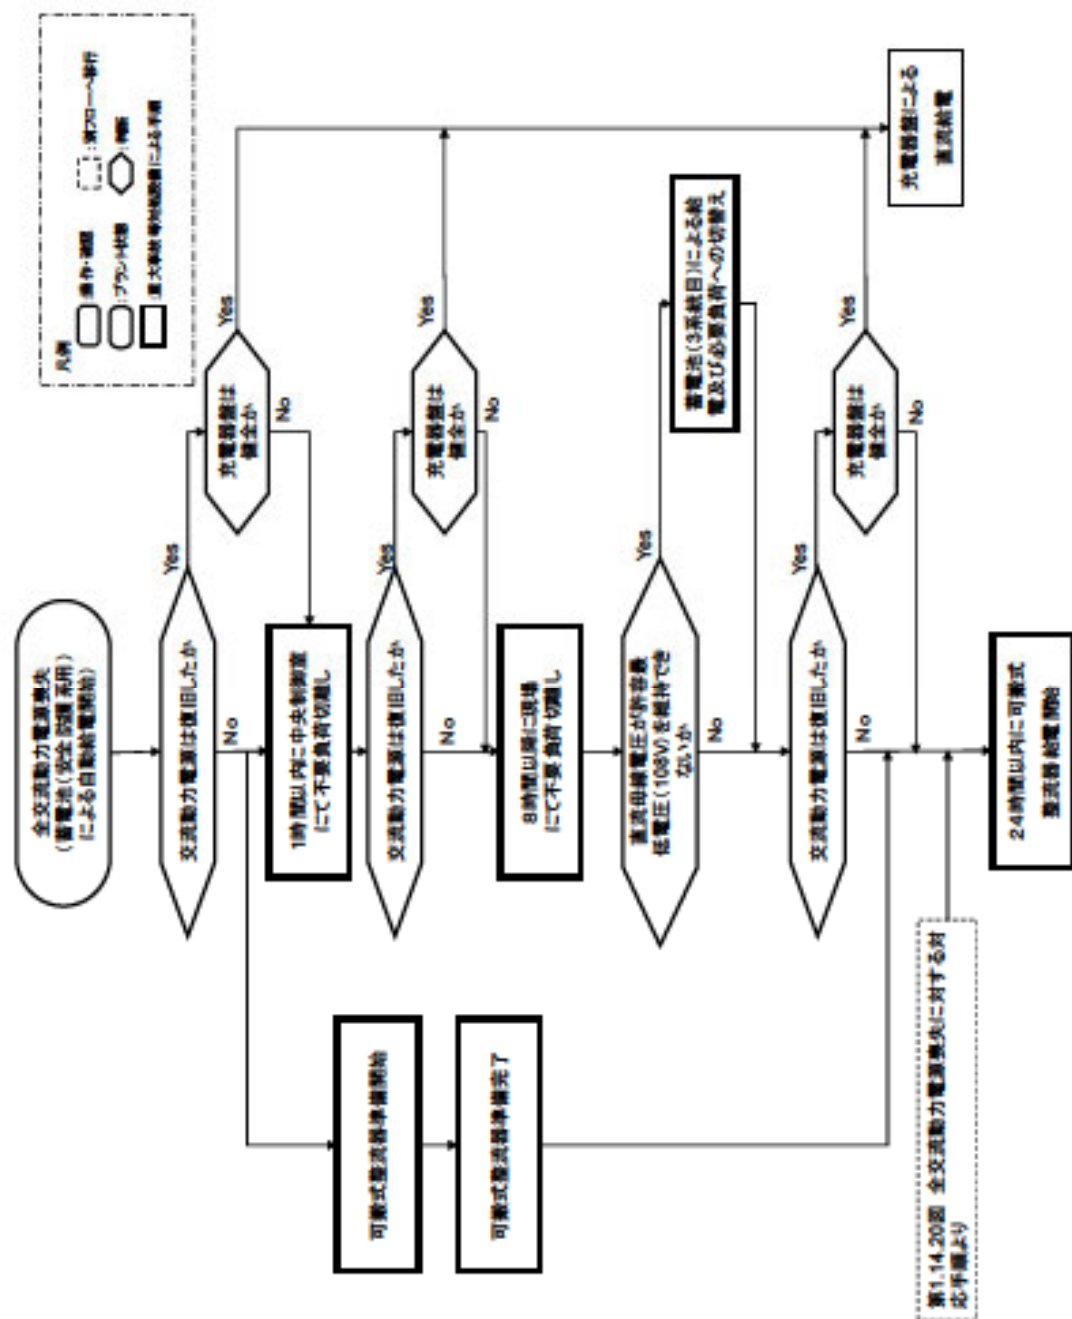 凡例
:操作・確認
:別フローへ移行
:プラント状態
:判断
:重大事故等対処設備による手順
全交流動力電源喪失
(蓄電池(安全防護系用)
による自動給電開始)
交流動力電源は復旧したか
Yes
No
充電器盤は
健全か
Yes
No
1時間以内に中央制御室
にて不要負荷切離し
交流動力電源は復旧したか
Yes
No
充電器盤は
健全か
Yes
No
8時間以降に現場
にて不要負荷切離し
直流母線電圧が許容最
低電圧(108V)を維持でき
ないか
Yes
No
蓄電池(3系統目)による給
電及び必要負荷への切替え
交流動力電源は復旧したか
Yes
No
充電器盤は
健全か
Yes
No
充電器盤による
直流給電
可搬式整流器準備開始
可搬式整流器準備完了
第1.14.20図 全交流動力電源喪失に対する対
応手順より
24時間以内に可搬式
整流器給電開始